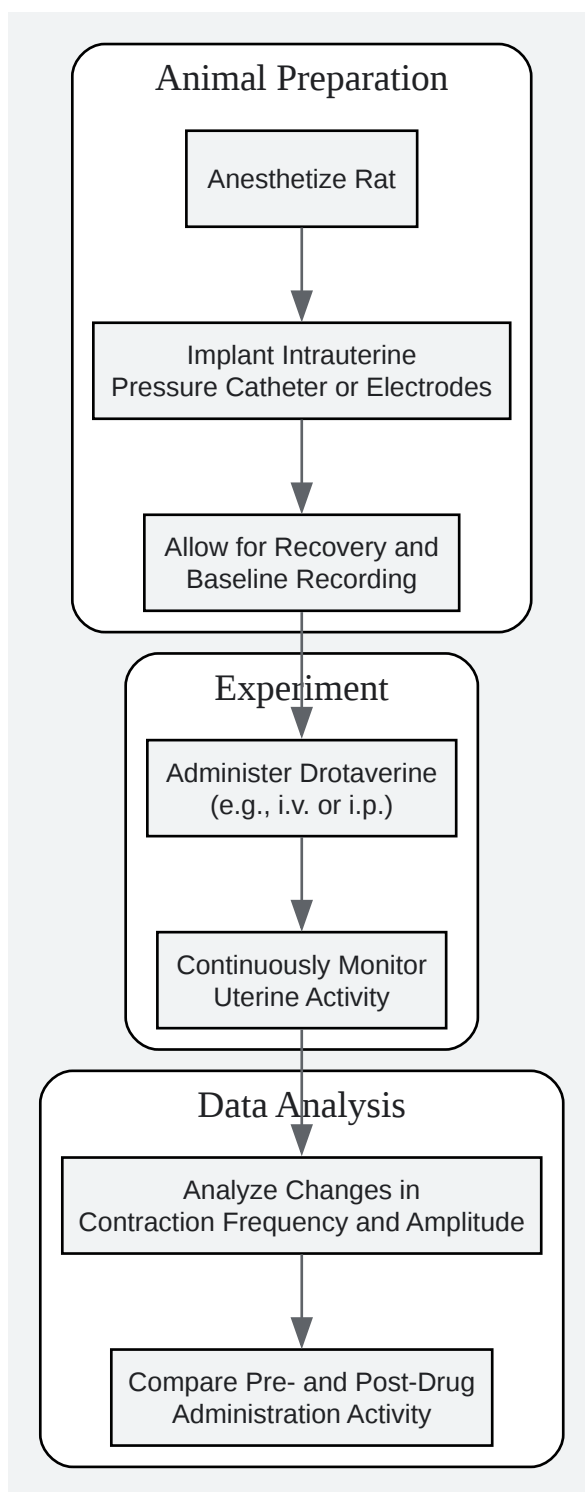 Animal Preparation
Anesthetize Rat
Implant Intrauterine
Pressure Catheter or Electrodes
Allow for Recovery and
Baseline Recording
Experiment
Administer Drotaverine
(e.g., i.v. or i.p.)
Continuously Monitor
Uterine Activity
Data Analysis
Analyze Changes in
Contraction Frequency and Amplitude
Compare Pre- and Post-Drug
Administration Activity